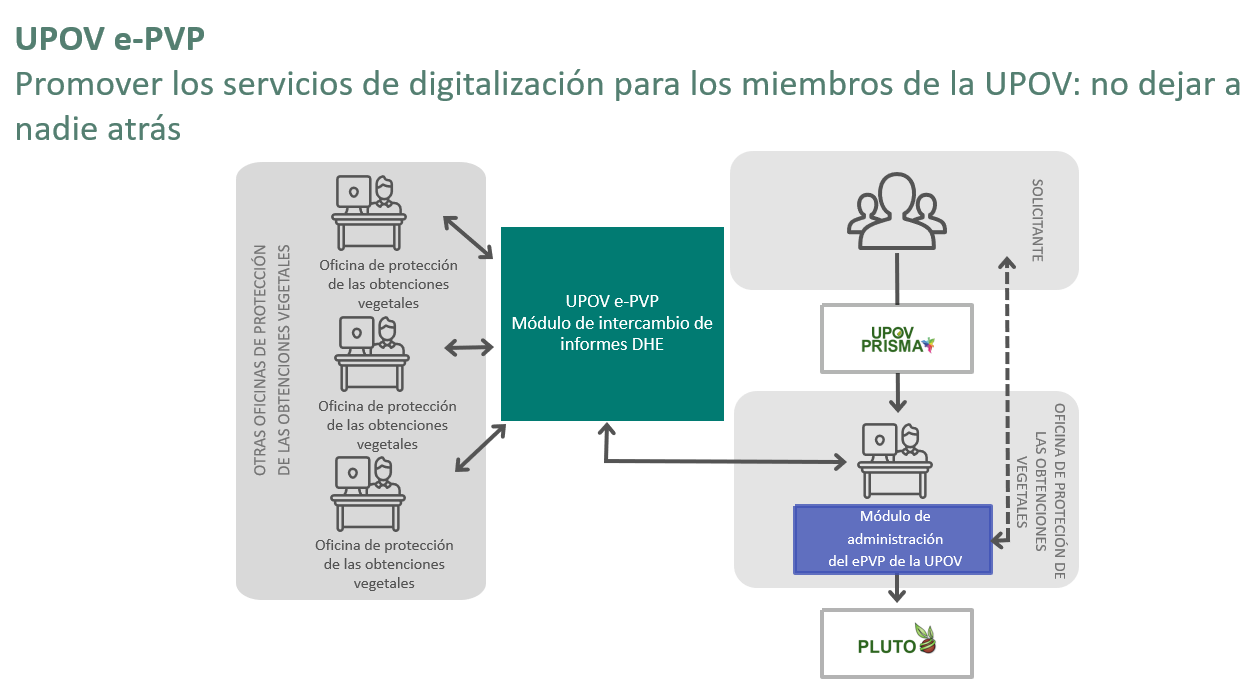 UPOV e-PVP
Promover los servicios de digitalización para los miembros de la UPOV: no dejar a
nadie atrás
OTRAS OFICINAS DE PROTECCIÓN
DE LAS OBTENCIONES VEGETALES
Oficina de protección
de las obtenciones
vegetales
Oficina de protección
de las obtenciones
vegetales
Oficina de protección
de las obtenciones
vegetales
UPOV e-PVP
Módulo de intercambio de
informes DHE
SOLICITANTE
UPOV
PRISMA
OFICINA DE PROTECIÓN DE
LAS OBTENCIONES
VEGETALES
Módulo de
administración
del ePVP de la UPOV
PLUTO